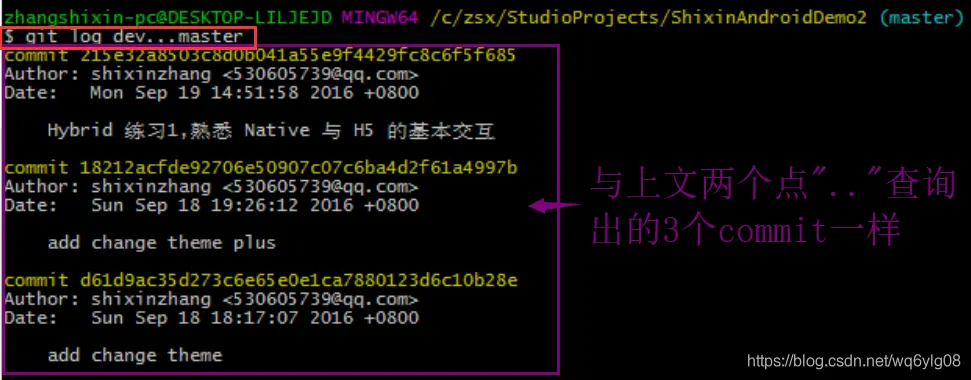 zhangshixin-pc@DESKTOP-LILJEJD MINGW64 /c/zsx/StudioProjects/ShixinAndroidDemo2 (master)
$ git log dev...master
commit 215e32a8503c8d0b041a55e9f4429fc8c6f5f685
Author: shixinzhang <530605739@qq.com>
Date:   Mon Sep 19 14:51:58 2016 +0800
Hybrid 练习1,熟悉 Native 与 H5 的基本交互
commit 18212acfde92706e50907c07c6ba4d2f61a4997b
Author: shixinzhang <530605739@qq.com>
Date:   Sun Sep 18 19:26:12 2016 +0800
add change theme plus
commit d61d9ac35d273c6e65e0e1ca7880123d6c10b28e
Author: shixinzhang <530605739@qq.com>
Date:   Sun Sep 18 18:17:07 2016 +0800
add change theme
与上文两个点".."查询
出的3个commit一样
https://blog.csdn.net/wq6ylg08